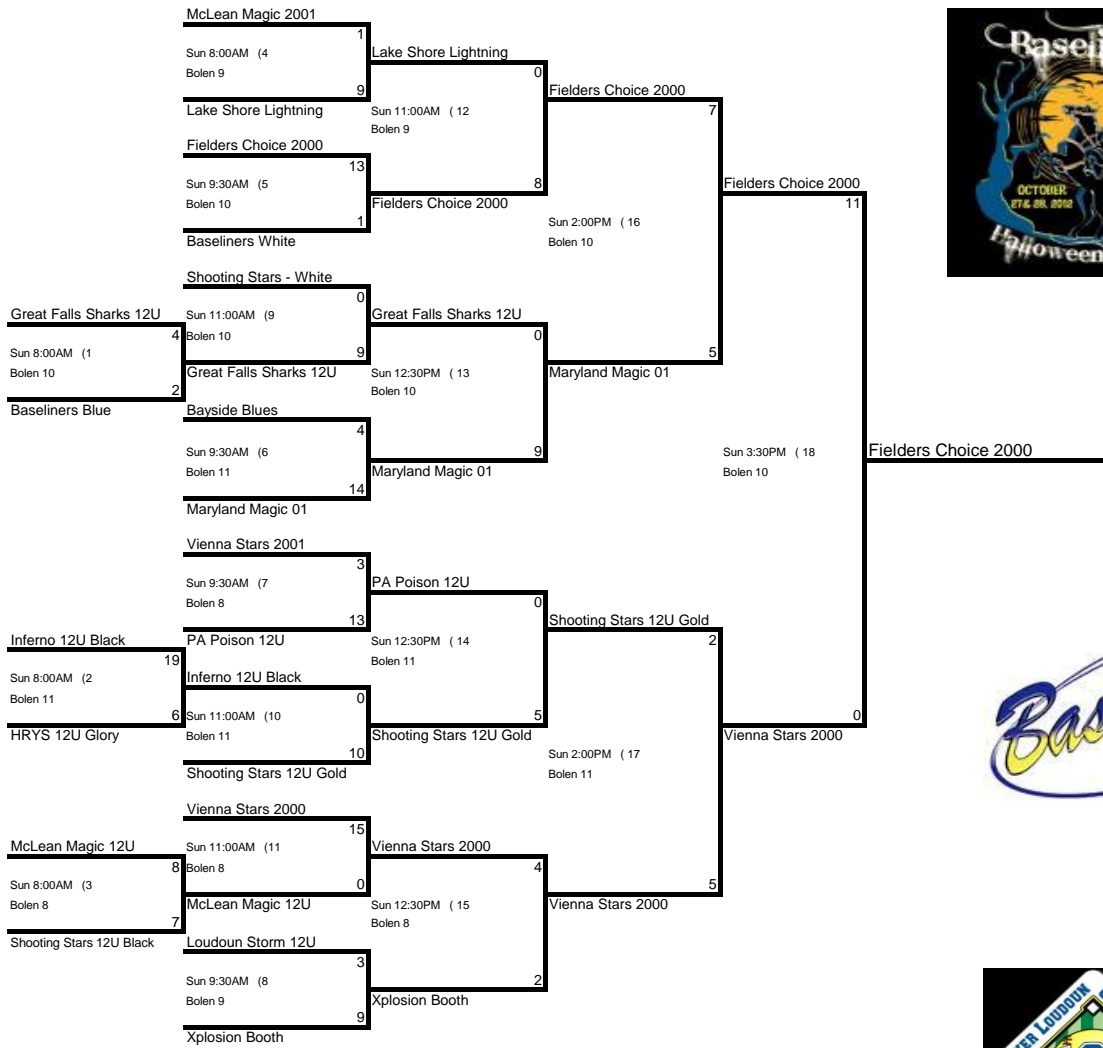 McLean Magic 2001
1
Sun 8:00AM (4
Bolen 9
9
Lake Shore Lightning
Lake Shore Lightning
0
Sun 11:00AM ( 12
Bolen 9
8
Fielders Choice 2000
13
Sun 9:30AM (5
Bolen 10
1
Baseliners White
Fielders Choice 2000
Fielders Choice 2000
7
Sun 2:00PM ( 16
Bolen 10
5
Shooting Stars - White
0
Sun 11:00AM (9
Bolen 10
9
Great Falls Sharks 12U
Great Falls Sharks 12U
4
Sun 8:00AM (1
Bolen 10
2
Baseliners Blue
Great Falls Sharks 12U
0
Sun 12:30PM ( 13
Bolen 10
9
Maryland Magic 01
Bayside Blues
4
Sun 9:30AM (6
Bolen 11
14
Maryland Magic 01
Maryland Magic 01
Fielders Choice 2000
11
Sun 3:30PM ( 18
Bolen 10
0
Vienna Stars 2000
Fielders Choice 2000
Vienna Stars 2001
3
Sun 9:30AM (7
Bolen 8
13
PA Poison 12U
PA Poison 12U
0
Sun 12:30PM ( 14
Bolen 11
5
Shooting Stars 12U Gold
Inferno 12U Black
19
Sun 8:00AM (2
Bolen 11
6
HRYS 12U Glory
Inferno 12U Black
0
Sun 11:00AM (10
Bolen 11
10
Shooting Stars 12U Gold
Shooting Stars 12U Gold
2
Sun 2:00PM ( 17
Bolen 11
5
Vienna Stars 2000
Vienna Stars 2000
15
Sun 11:00AM (11
Bolen 8
0
McLean Magic 12U
McLean Magic 12U
8
Sun 8:00AM (3
Bolen 8
7
Shooting Stars 12U Black
Vienna Stars 2000
4
Sun 12:30PM ( 15
Bolen 8
2
Xplosion Booth
Loudoun Storm 12U
3
Sun 9:30AM (8
Bolen 9
9
Xplosion Booth
Baseli
OCTOBER
27 & 28, 2012
Halloween
Bas
LOUDOUN